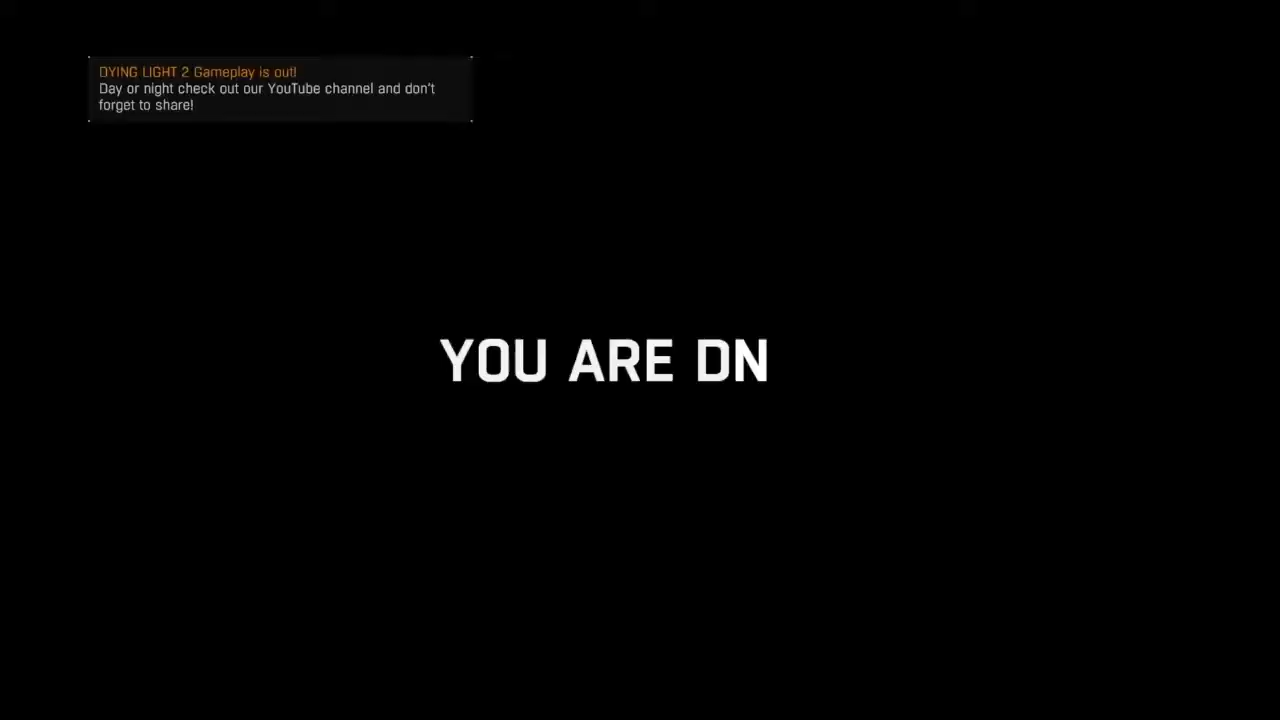 DYING LIGHT 2 Gameplay is out!
Day or night check out our YouTube channel and don't
forget to share!
YOU ARE DN